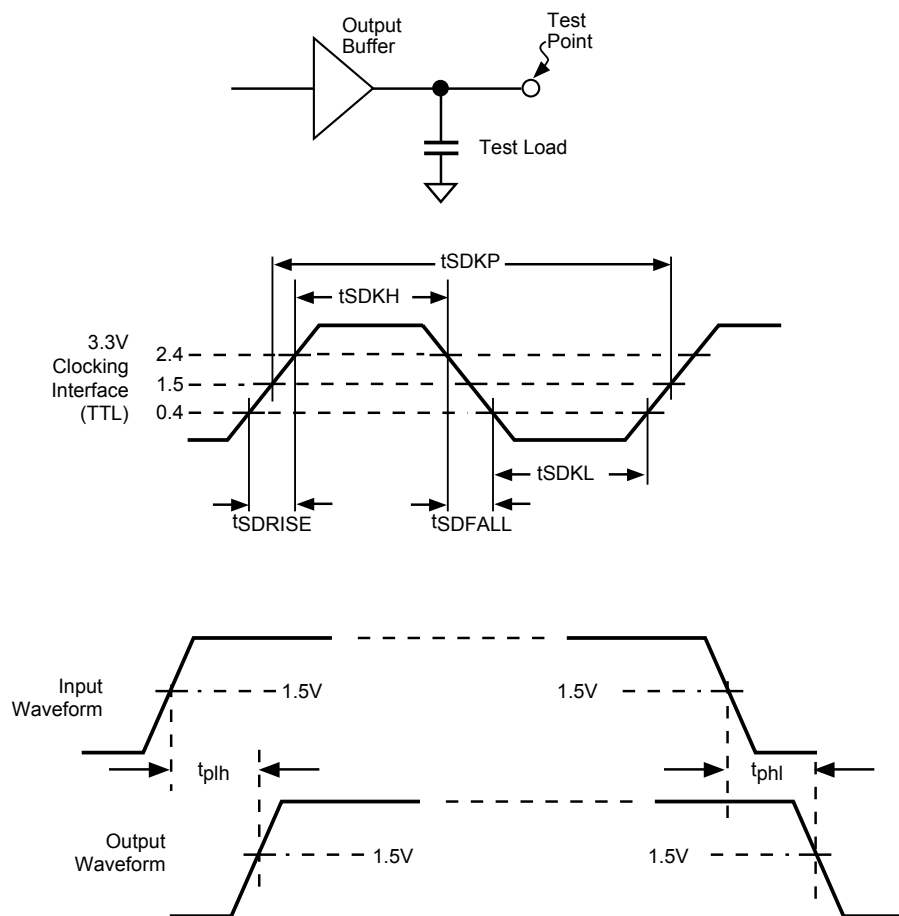 Output
Buffer
Test
Point
Test Load
tSDKP
tSDKH
3.3V
Clocking
Interface
(TTL)
2.4
1.5
0.4
tSDKL
tSDRISE
tSDFALL
Input
Waveform
1.5V
1.5V
tplh
tphl
Output
Waveform
1.5V
1.5V